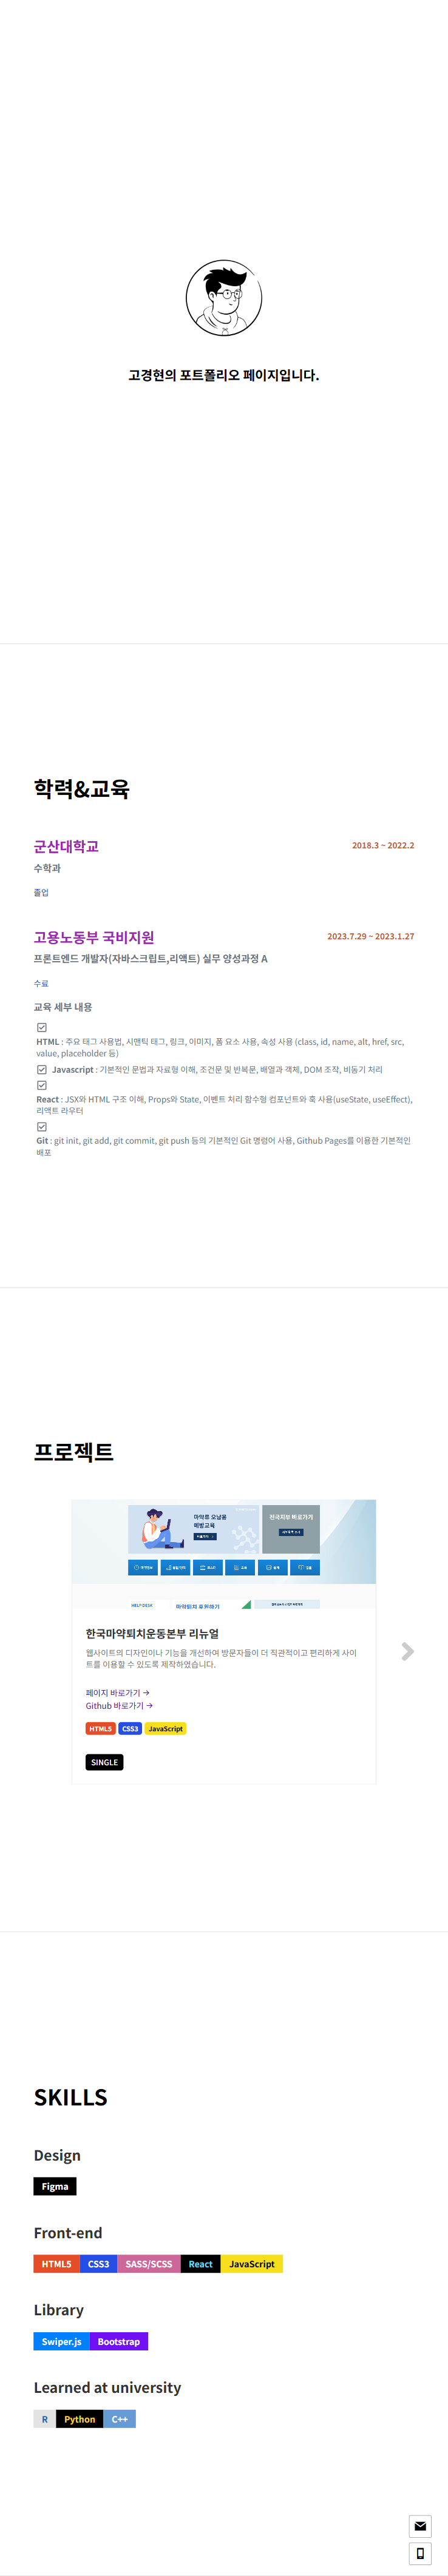 고경현의 포트폴리오 페이지입니다.
학력&교육
군산대학교
2018.3 ~ 2022.2
수학과
졸업
고용노동부 국비지원
2023.7.29 ~ 2023.1.27
프론트엔드 개발자(자바스크립트,리액트) 실무 양성과정 A
수료
교육 세부 내용
HTML : 주요 태그 사용법, 시맨틱 태그, 링크, 이미지, 폼 요소 사용, 속성 사용 (class, id, name, alt, href, src,
value, placeholder 등)
Javascript : 기본적인 문법과 자료형 이해, 조건문 및 반복문, 배열과 객체, DOM 조작, 비동기 처리
React : JSX와 HTML 구조 이해, Props와 State, 이벤트 처리 함수형 컴포넌트와 훅 사용(useState, useEffect),
리액트 라우터
Git : git init, git add, git commit, git push 등의 기본적인 Git 명령어 사용, Github Pages를 이용한 기본적인
배포
프로젝트
마약류 오남용
예방교육
전국지부 바로가기
HELP DESK
마약퇴치 후원하기
한국마약퇴치운동본부 리뉴얼
웹사이트의 디자인이나 기능을 개선하여 방문자들이 더 직관적이고 편리하게 사이
트를 이용할 수 있도록 제작하였습니다.
페이지 바로가기 →
Github 바로가기 →
HTML5 CSS3 JavaScript
SINGLE
SKILLS
Design
Figma
Front-end
HTML5 CSS3 SASS/SCSS React JavaScript
Library
Swiper.js Bootstrap
Learned at university
R Python C++